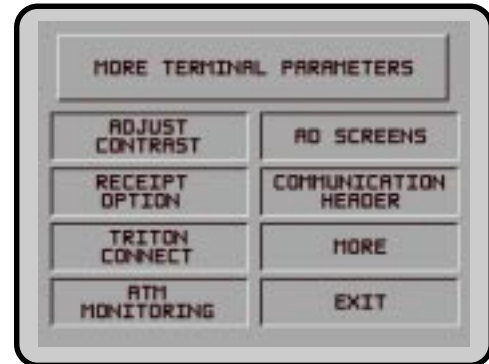 MORE TERMINAL PARAMETERS
ADJUST
CONTRAST
AD SCREENS
RECEIPT
OPTION
COMMUNICATION
HEADER
TRITON
CONNECT
MORE
ATM
MONITORING
EXIT